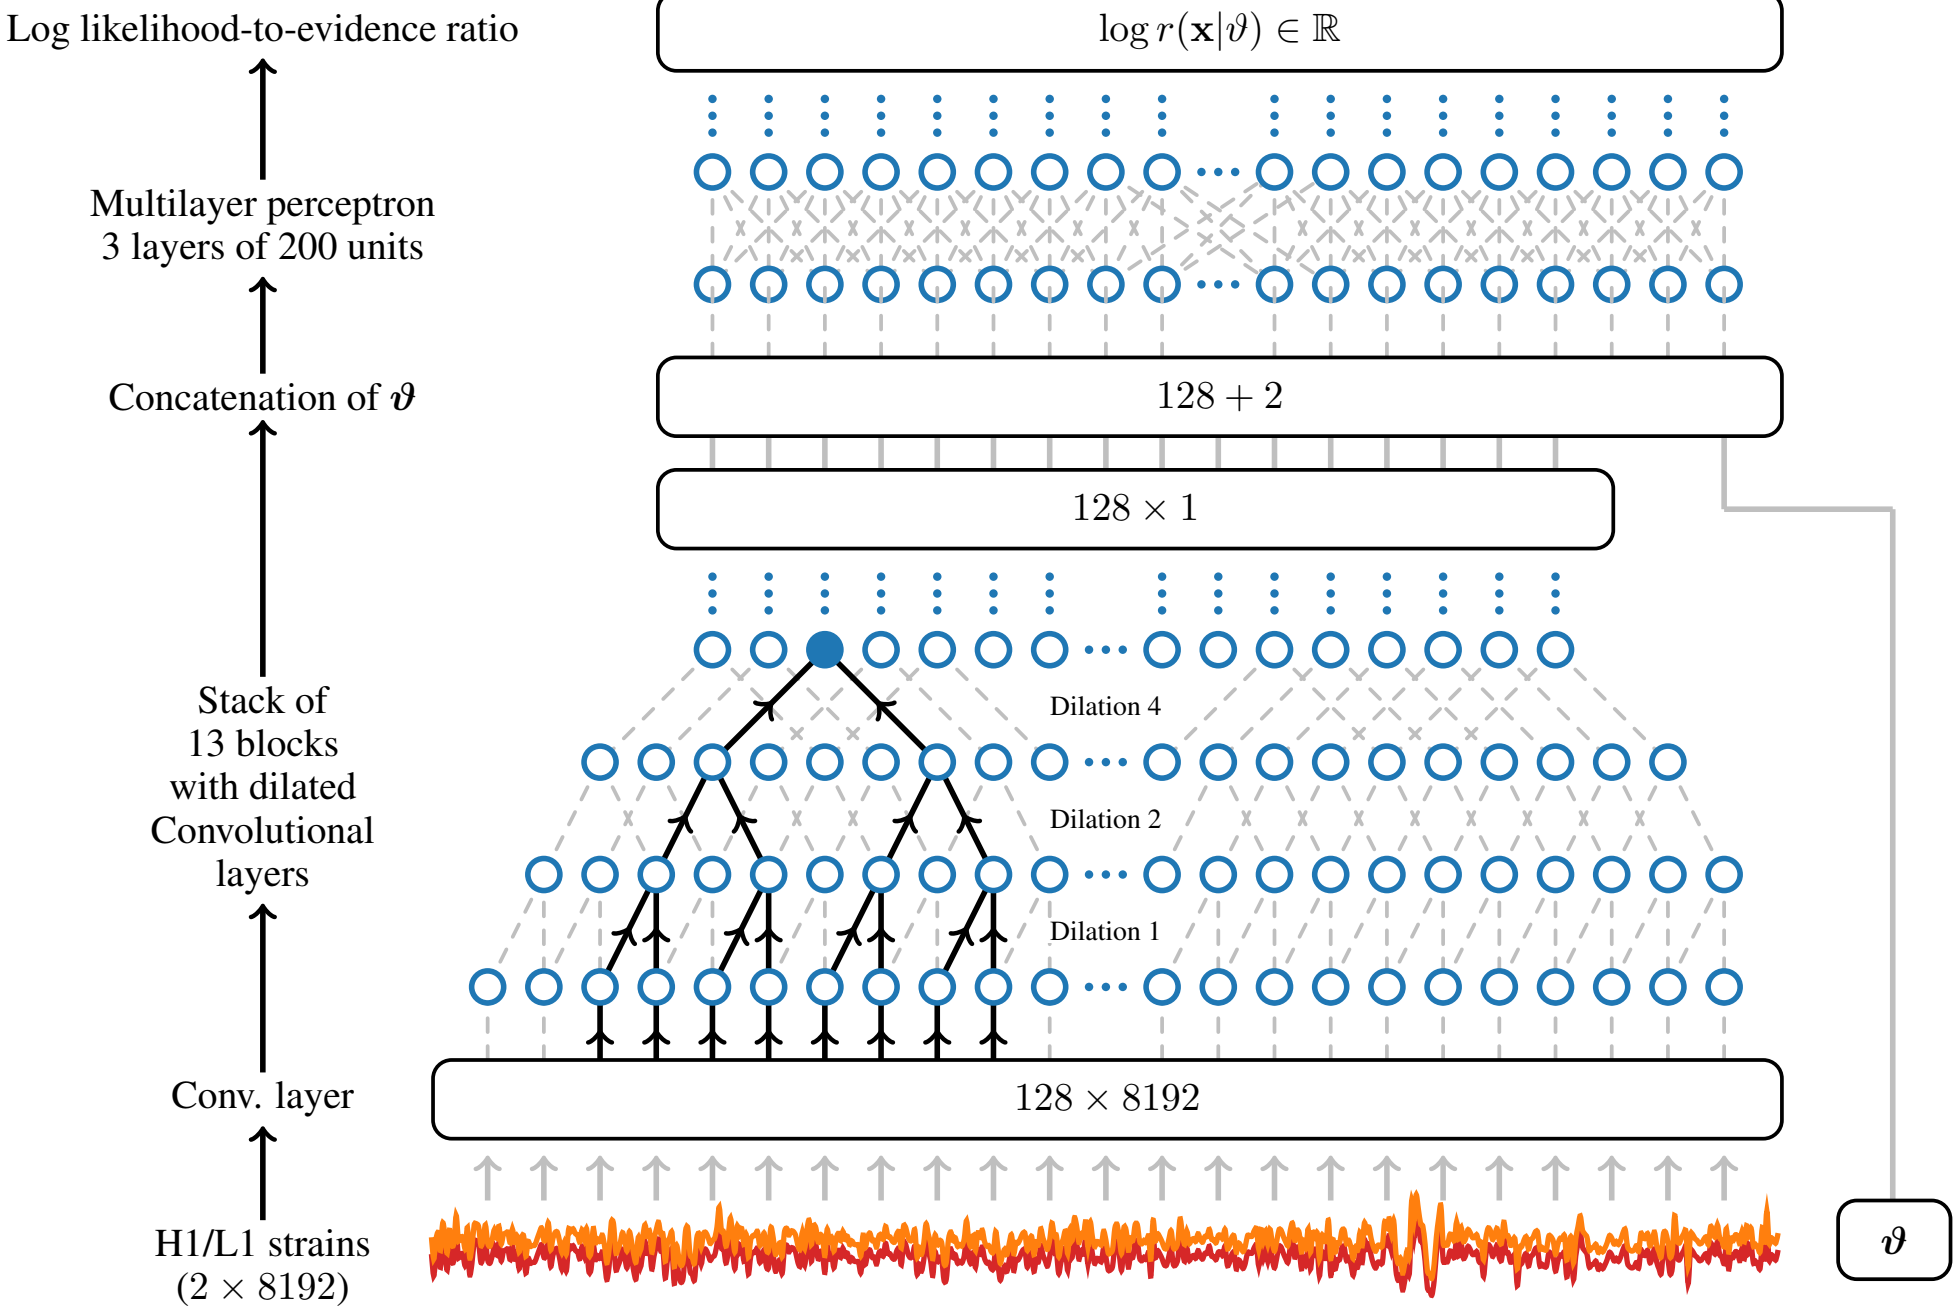 Log likelihood-to-evidence ratio
log r(x|ϑ) ∈ ℝ
Multilayer perceptron
3 layers of 200 units
Concatenation of ϑ
128 + 2
128 × 1
Stack of
13 blocks
with dilated
Convolutional
layers
Dilation 4
Dilation 2
Dilation 1
Conv. layer
128 × 8192
H1/L1 strains
(2 × 8192)
ϑ